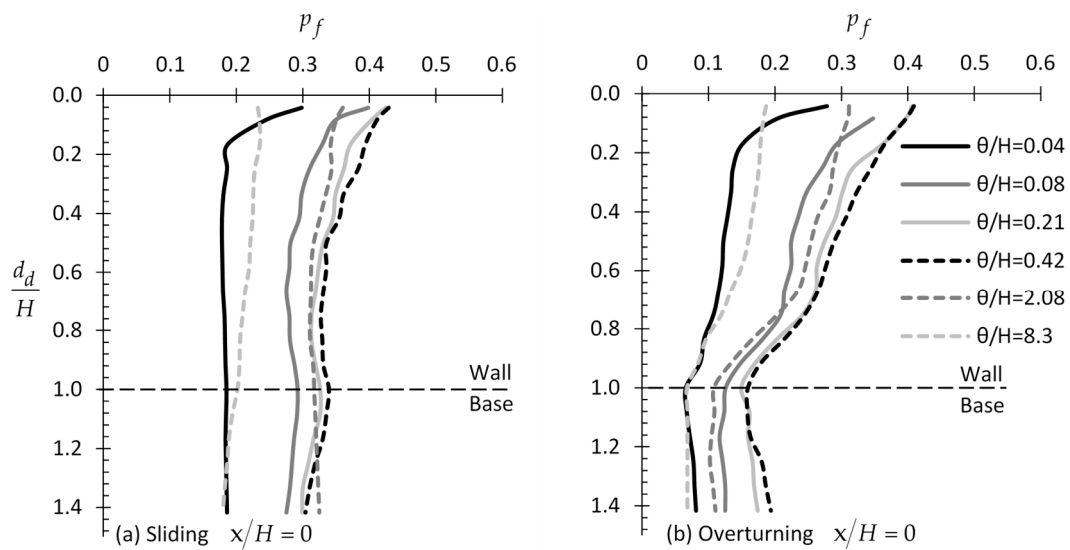 p_f
0 0.1 0.2 0.3 0.4 0.5 0.6
0.0
0.2
0.4
0.6
0.8
1.0
1.2
1.4
d_d
H
Wall
Base
(a) Sliding x/H = 0
p_f
0 0.1 0.2 0.3 0.4 0.5 0.6
0.0
0.2
0.4
0.6
0.8
1.0
1.2
1.4
θ/H=0.04
θ/H=0.08
θ/H=0.21
θ/H=0.42
θ/H=2.08
θ/H=8.3
Wall
Base
(b) Overturning x/H = 0